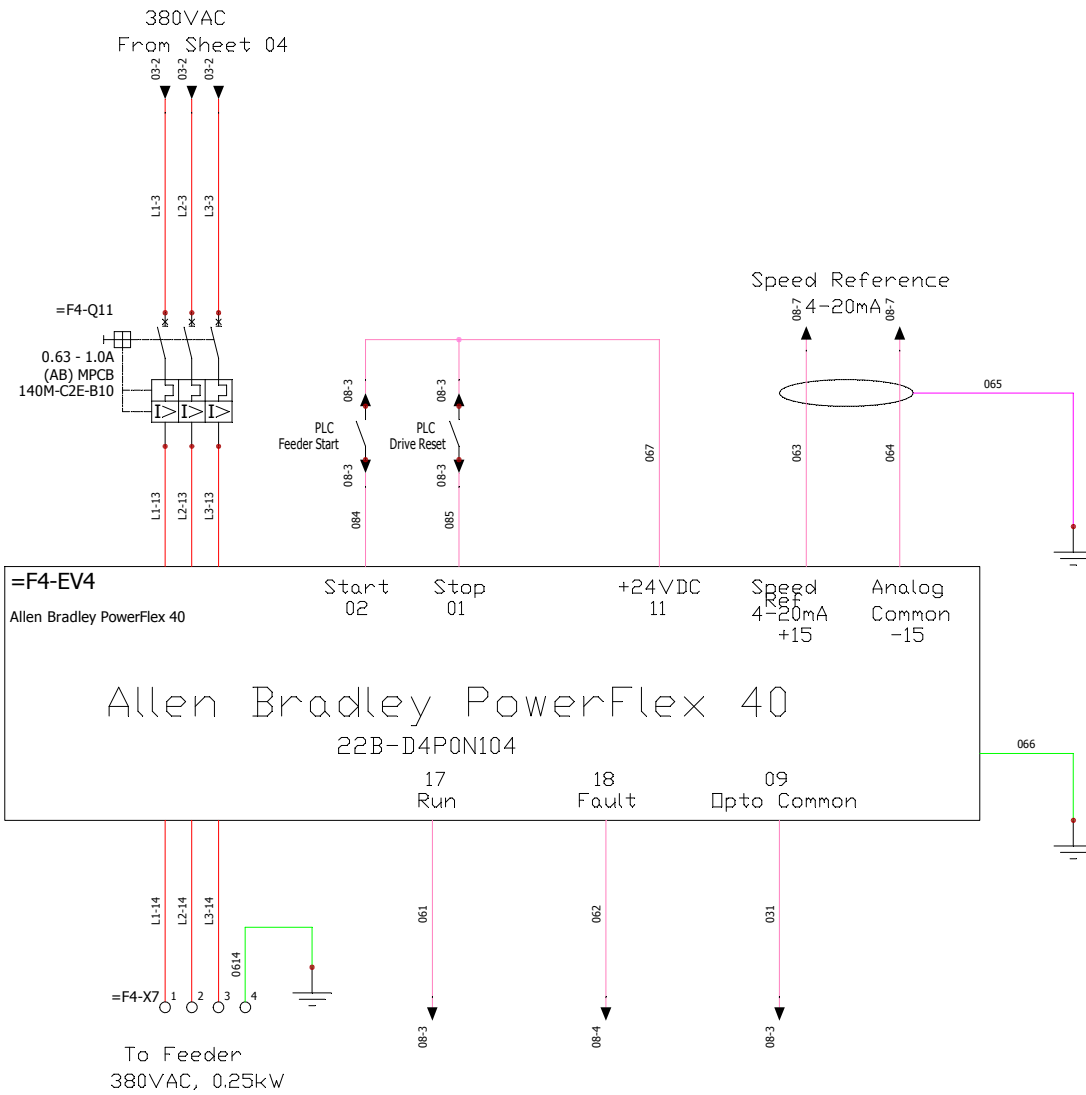 380VAC
From Sheet 04
03-2 03-2 03-2
L1-3 L2-3 L3-3
=F4-Q11
0.63 - 1.0A
(AB) MPCB
140M-C2E-B10
I> I> I>
L1-13 L2-13 L3-13
08-3 08-3
PLC
Feeder Start
PLC
Drive Reset
08-3 08-3
084 085 067
Speed Reference
4-20mA
08-7 08-7
065
063 064
=F4-EV4
Allen Bradley PowerFlex 40
Start
02
Stop
01
+24VDC
11
Speed
Ref
4-20mA
+15
Analog
Common
-15
Allen Bradley PowerFlex 40
22B-D4P0N104
066
17
Run
18
Fault
09
Opto Common
L1-14 L2-14 L3-14 0614
061 062 031
=F4-X7 1 2 3 4
08-3 08-4 08-3
To Feeder
380VAC, 0.25kW